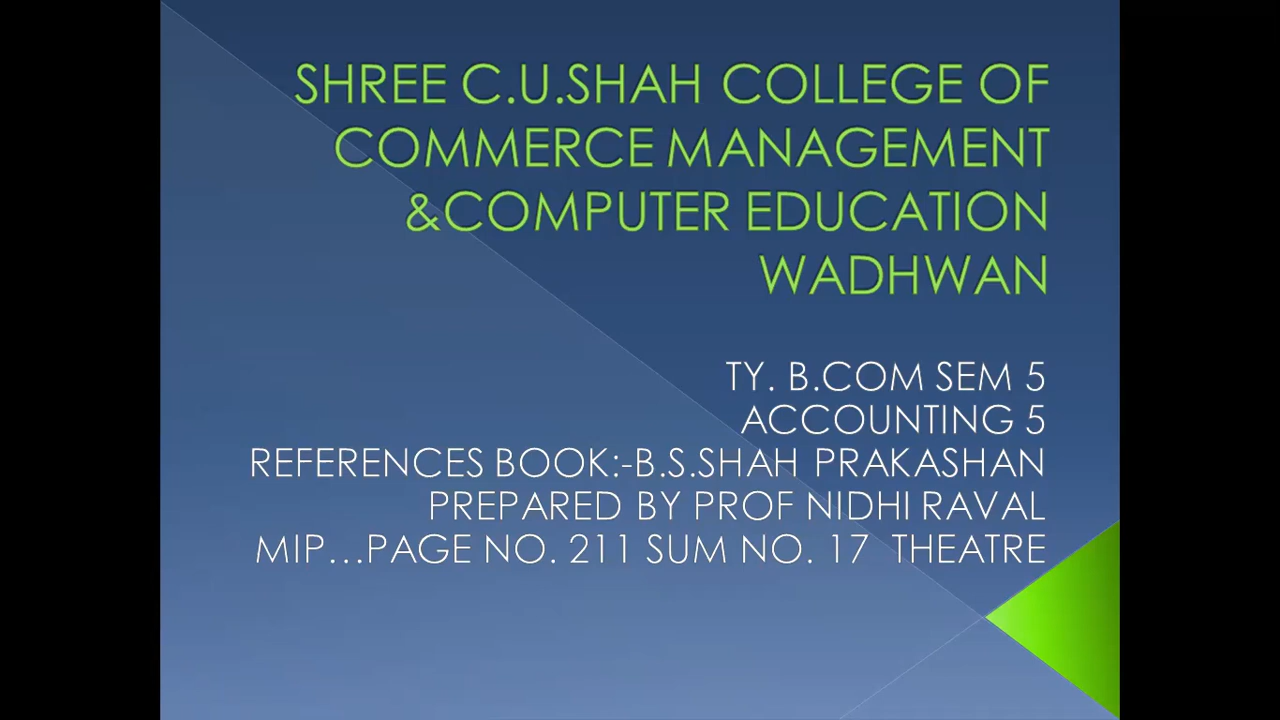 SHREE C.U.SHAH COLLEGE OF
COMMERCE MANAGEMENT
&COMPUTER EDUCATION
WADHWAN
TY. B.COM SEM 5
ACCOUNTING 5
REFERENCES BOOK:-B.S.SHAH PRAKASHAN
PREPARED BY PROF NIDHI RAVAL
MIP...PAGE NO. 211 SUM NO. 17 THEATRE